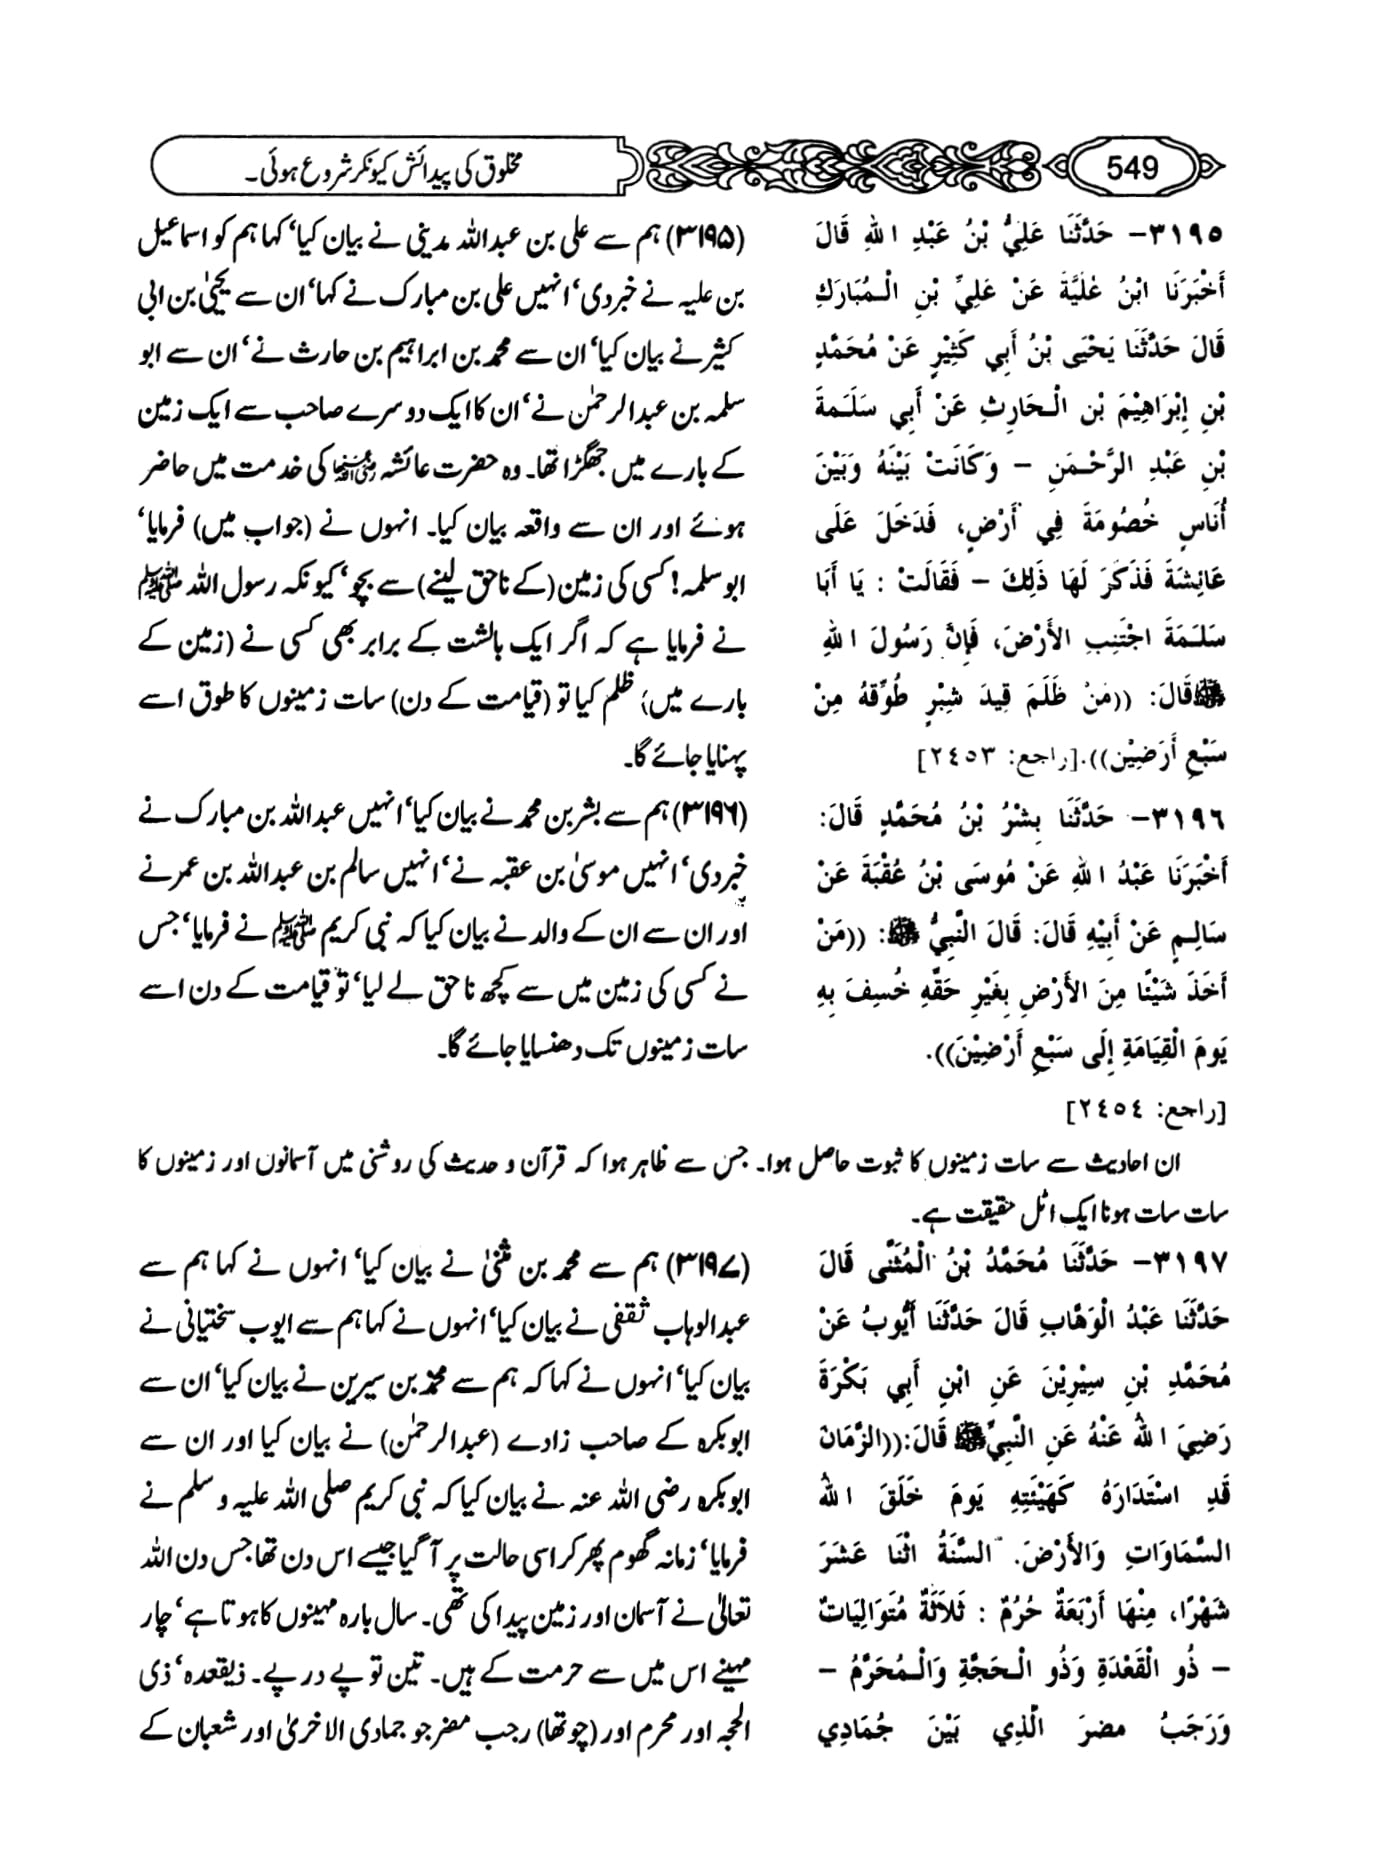 549
مخلوق کی پیدائش کیونکر شروع ہوئی۔
٣١٩٥– حَدَّثَنَا عَلِيُّ بْنُ عَبْدِ اللهِ قَالَ
أَخْبَرَنَا ابْنُ عُلَيَّةَ عَنْ عَلِيِّ بْنِ الْمُبَارَكِ
قَالَ حَدَّثَنَا يَحْيَى بْنُ أَبِي كَثِيْرٍ عَنْ مُحَمَّدِ
بْنِ إِبْرَاهِيْمَ بْنِ الْحَارِثِ عَنْ أَبِي سَلَمَةَ
بْنِ عَبْدِ الرَّحْمَنِ – وَكَانَتْ بَيْنَهُ وَبَيْنَ
أُنَاسٍ خُصُومَةٌ فِي أَرْضٍ، فَدَخَلَ عَلَى
عَائِشَةَ فَذَكَرَ لَهَا ذَلِكَ – فَقَالَتْ : يَا أَبَا
سَلَمَةَ اجْتَنِبِ الأَرْضَ، فَإِنَّ رَسُولَ اللهِ
ﷺ قَالَ: ((مَنْ ظَلَمَ قِيدَ شِبْرٍ طُوِّقَهُ مِنْ
سَبْعِ أَرَضِيْنَ)).[راجع: ٢٤٥٣]
(۳۱۹۵) ہم سے علی بن عبداللہ مدینی نے بیان کیا‘ کہا ہم کو اسماعیل
بن علیہ نے خبر دی‘ انہیں علی بن مبارک نے کہا‘ ان سے یحییٰ بن ابی
کثیر نے بیان کیا‘ ان سے محمد بن ابراہیم بن حارث نے‘ ان سے ابو
سلمہ بن عبدالرحمٰن نے‘ ان کا ایک دوسرے صاحب سے ایک زمین
کے بارے میں جھگڑا تھا۔ وہ حضرت عائشہ رضی اللہ عنہا کی خدمت میں حاضر
ہوئے اور ان سے واقعہ بیان کیا۔ انہوں نے (جواب میں) فرمایا‘
ابو سلمہ! کسی کی زمین (کے ناحق لینے) سے بچو‘ کیونکہ رسول اللہ ﷺ
نے فرمایا ہے کہ اگر ایک بالشت کے برابر بھی کسی نے (زمین کے
بارے میں) ظلم کیا تو (قیامت کے دن) سات زمینوں کا طوق اسے
پہنایا جائے گا۔
٣١٩٦– حَدَّثَنَا بِشْرُ بْنُ مُحَمَّدٍ قَالَ:
أَخْبَرَنَا عَبْدُ اللهِ عَنْ مُوسَى بْنُ عُقْبَةَ عَنْ
سَالِمٍ عَنْ أَبِيْهِ قَالَ: قَالَ النَّبِيُّ ﷺ: ((مَنْ
أَخَذَ شَيْئًا مِنَ الأَرْضِ بِغَيْرِ حَقِّهِ خُسِفَ بِهِ
يَومَ الْقِيَامَةِ إِلَى سَبْعِ أَرْضِيْنَ)).
[راجع: ٢٤٥٤]
(۳۱۹۶) ہم سے بشر بن محمد نے بیان کیا‘ انہیں عبداللہ بن مبارک نے
خبر دی‘ انہیں موسیٰ بن عقبہ نے‘ انہیں سالم بن عبداللہ بن عمر نے
اور ان سے ان کے والد نے بیان کیا کہ نبی کریم ﷺ نے فرمایا‘ جس
نے کسی کی زمین میں سے کچھ ناحق لے لیا‘ تو قیامت کے دن اسے
سات زمینوں تک دھنسایا جائے گا۔
ان احادیث سے سات زمینوں کا ثبوت حاصل ہوا۔ جس سے ظاہر ہوا کہ قرآن و حدیث کی روشنی میں آسمانوں اور زمینوں کا
سات سات ہونا ایک اٹل حقیقت ہے۔
٣١٩٧– حَدَّثَنَا مُحَمَّدُ بْنُ الْمُثَنَّى قَالَ
حَدَّثَنَا عَبْدُ الْوَهَّابِ قَالَ حَدَّثَنَا أَيُّوبُ عَنْ
مُحَمَّدِ بْنِ سِيْرِيْنَ عَنِ ابْنِ أَبِي بَكْرَةَ
رَضِيَ اللهُ عَنْهُ عَنِ النَّبِيِّ ﷺ قَالَ:((الزَّمَانُ
قَدِ اسْتَدَارَهُ كَهَيْئَتِهِ يَومَ خَلَقَ اللهُ
السَّمَاوَاتِ وَالأَرْضَ. السَّنَةُ اثْنَا عَشَرَ
شَهْرًا، مِنْهَا أَرْبَعَةٌ حُرُمٌ : ثَلاَثَةٌ مُتَوَالِيَاتٌ
– ذُو الْقَعْدَةِ وَذُو الْحَجَّةِ وَالْمُحَرَّمُ –
وَرَجَبُ مضرَ الَّذِي بَيْنَ جُمَادِي
(۳۱۹۷) ہم سے محمد بن مثنیٰ نے بیان کیا‘ انہوں نے کہا ہم سے
عبدالوہاب ثقفی نے بیان کیا‘ انہوں نے کہا ہم سے ایوب سختیانی نے
بیان کیا‘ انہوں نے کہا کہ ہم سے محمد بن سیرین نے بیان کیا‘ ان سے
ابوبکرہ کے صاحب زادے (عبدالرحمٰن) نے بیان کیا اور ان سے
ابوبکرہ رضی اللہ عنہ نے بیان کیا کہ نبی کریم صلی اللہ علیہ و سلم نے
فرمایا‘ زمانہ گھوم پھر کر اسی حالت پر آ گیا جیسے اس دن تھا جس دن اللہ
تعالیٰ نے آسمان اور زمین پیدا کی تھی۔ سال بارہ مہینوں کا ہوتا ہے‘ چار
مہینے اس میں سے حرمت کے ہیں۔ تین تو پے در پے۔ ذیقعدہ‘ ذی
الحجہ اور محرم اور (چوتھا) رجب مضر جو جمادی الاخریٰ اور شعبان کے